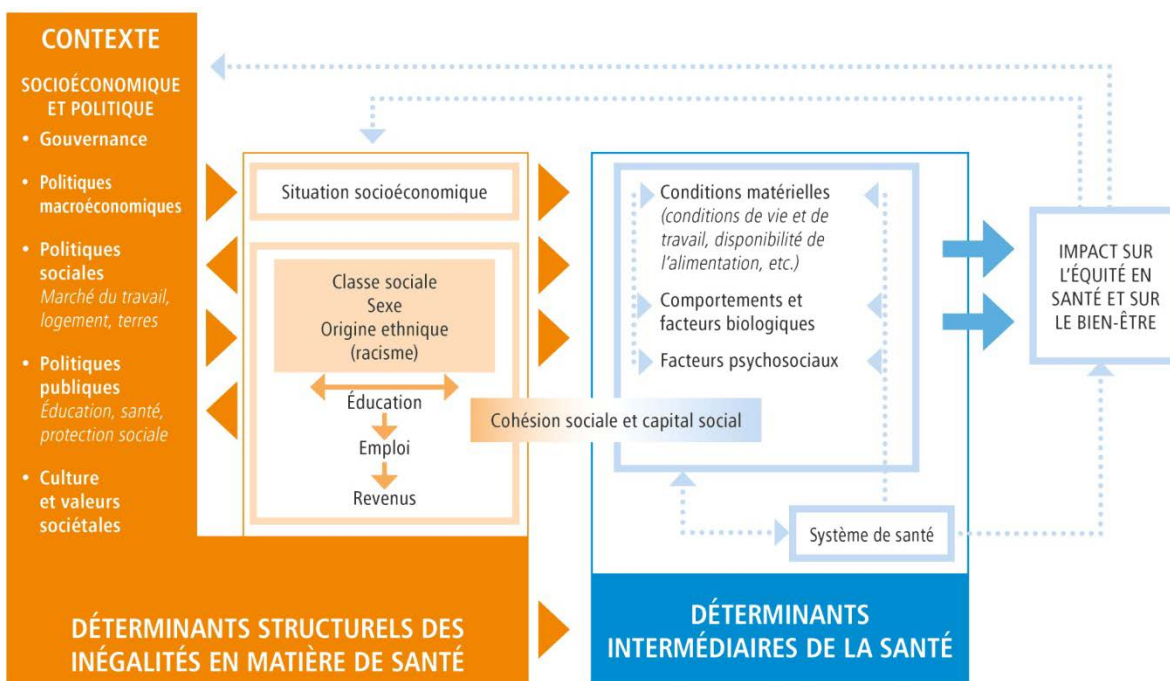 CONTEXTE
SOCIOÉCONOMIQUE
ET POLITIQUE
• Gouvernance
• Politiques
macroéconomiques
• Politiques
sociales
Marché du travail,
logement, terres
• Politiques
publiques
Éducation, santé,
protection sociale
• Culture
et valeurs
sociétales
Situation socioéconomique
Classe sociale
Sexe
Origine ethnique
(racisme)
Éducation
Emploi
Revenus
Cohésion sociale et capital social
Conditions matérielles
(conditions de vie et de
travail, disponibilité de
l’alimentation, etc.)
Comportements et
facteurs biologiques
Facteurs psychosociaux
Système de santé
IMPACT SUR
L’ÉQUITÉ EN
SANTÉ ET SUR
LE BIEN-ÊTRE
DÉTERMINANTS STRUCTURELS DES
INÉGALITÉS EN MATIÈRE DE SANTÉ
DÉTERMINANTS
INTERMÉDIAIRES DE LA SANTÉ